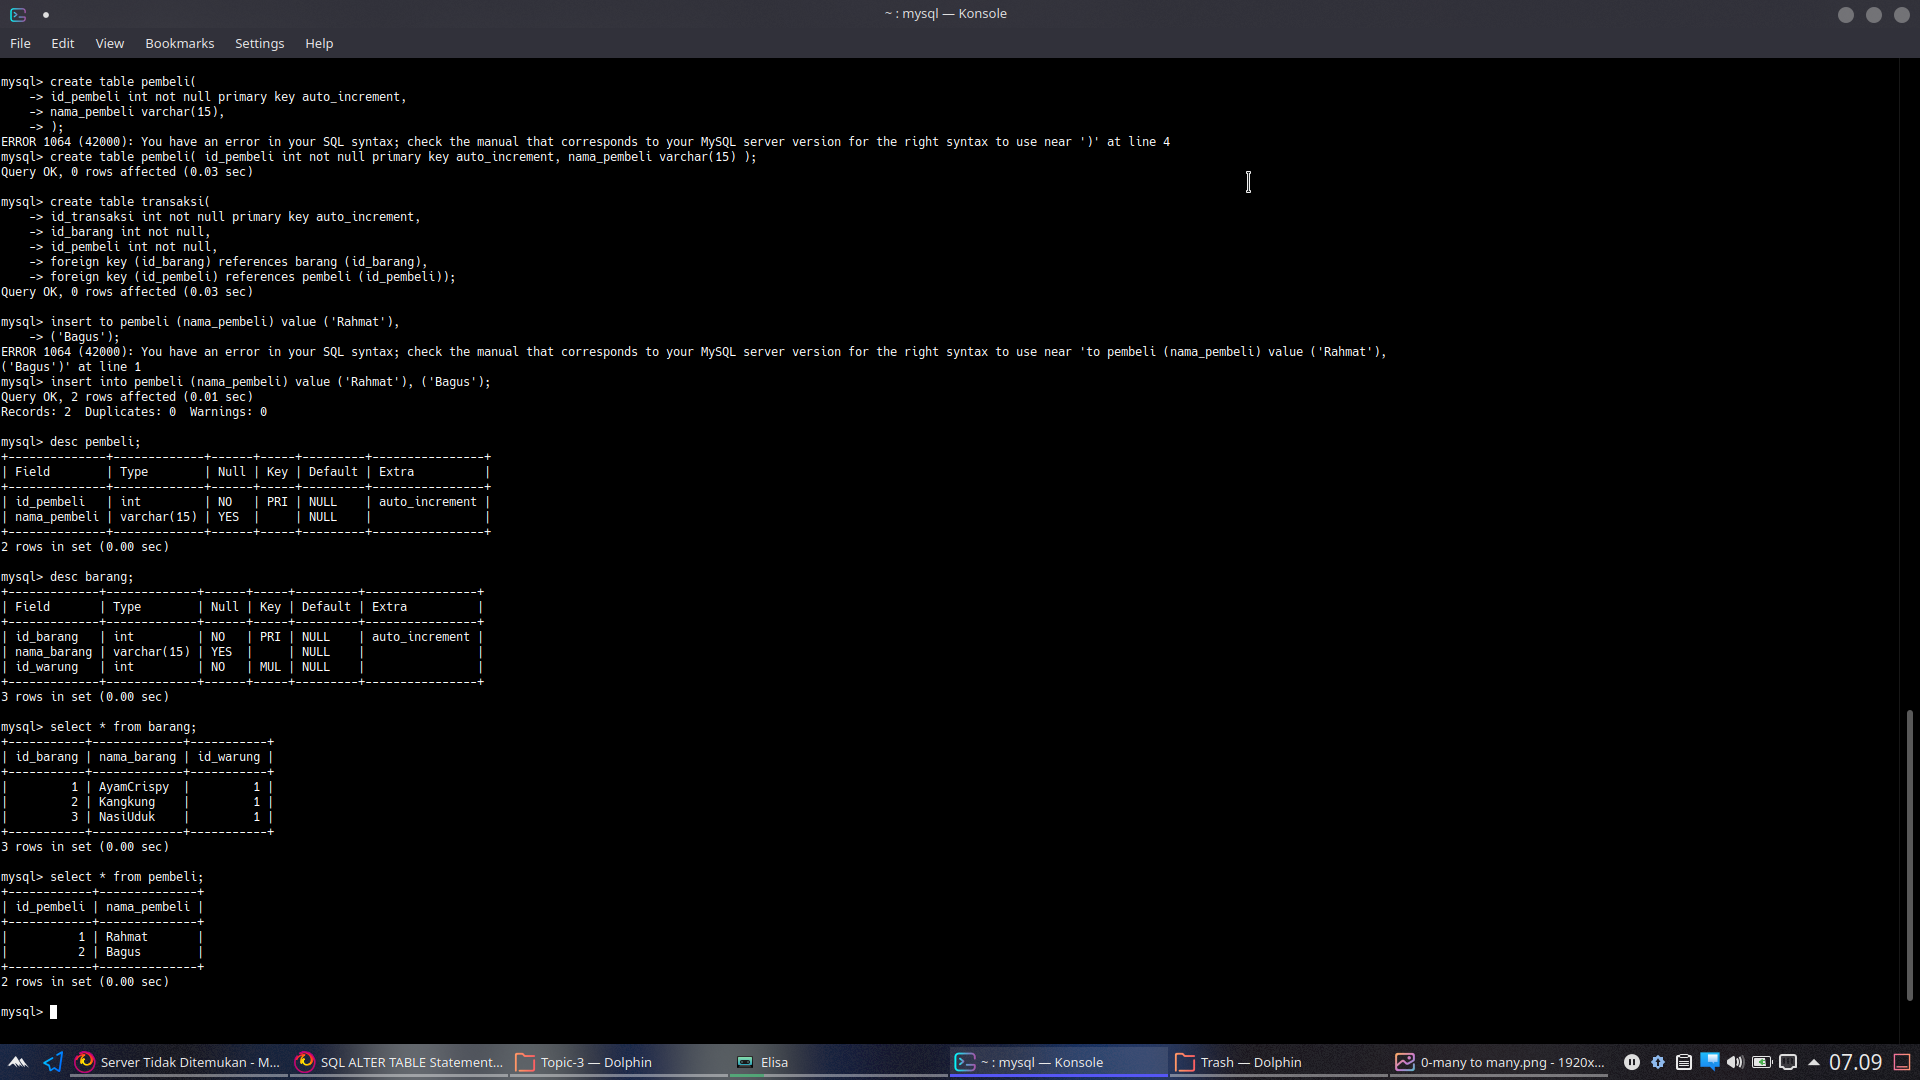 ~ : mysql — Konsole
File Edit View Bookmarks Settings Help
mysql> create table pembeli(
    -> id_pembeli int not null primary key auto_increment,
    -> nama_pembeli varchar(15),
    -> );
ERROR 1064 (42000): You have an error in your SQL syntax; check the manual that corresponds to your MySQL server version for the right syntax to use near ')' at line 4
mysql> create table pembeli( id_pembeli int not null primary key auto_increment, nama_pembeli varchar(15) );
Query OK, 0 rows affected (0.03 sec)
mysql> create table transaksi(
    -> id_transaksi int not null primary key auto_increment,
    -> id_barang int not null,
    -> id_pembeli int not null,
    -> foreign key (id_barang) references barang (id_barang),
    -> foreign key (id_pembeli) references pembeli (id_pembeli));
Query OK, 0 rows affected (0.03 sec)
mysql> insert to pembeli (nama_pembeli) value ('Rahmat'),
    -> ('Bagus');
ERROR 1064 (42000): You have an error in your SQL syntax; check the manual that corresponds to your MySQL server version for the right syntax to use near 'to pembeli (nama_pembeli) value ('Rahmat'),
('Bagus')' at line 1
mysql> insert into pembeli (nama_pembeli) value ('Rahmat'), ('Bagus');
Query OK, 2 rows affected (0.01 sec)
Records: 2  Duplicates: 0  Warnings: 0
mysql> desc pembeli;
+--------------+-------------+------+-----+---------+----------------+
| Field        | Type        | Null | Key | Default | Extra          |
+--------------+-------------+------+-----+---------+----------------+
| id_pembeli   | int         | NO   | PRI | NULL    | auto_increment |
| nama_pembeli | varchar(15) | YES  |     | NULL    |                |
+--------------+-------------+------+-----+---------+----------------+
2 rows in set (0.00 sec)
mysql> desc barang;
+-------------+-------------+------+-----+---------+----------------+
| Field       | Type        | Null | Key | Default | Extra          |
+-------------+-------------+------+-----+---------+----------------+
| id_barang   | int         | NO   | PRI | NULL    | auto_increment |
| nama_barang | varchar(15) | YES  |     | NULL    |                |
| id_warung   | int         | NO   | MUL | NULL    |                |
+-------------+-------------+------+-----+---------+----------------+
3 rows in set (0.00 sec)
mysql> select * from barang;
+-----------+-------------+-----------+
| id_barang | nama_barang | id_warung |
+-----------+-------------+-----------+
|         1 | AyamCrispy  |         1 |
|         2 | Kangkung    |         1 |
|         3 | NasiUduk    |         1 |
+-----------+-------------+-----------+
3 rows in set (0.00 sec)
mysql> select * from pembeli;
+------------+--------------+
| id_pembeli | nama_pembeli |
+------------+--------------+
|          1 | Rahmat       |
|          2 | Bagus        |
+------------+--------------+
2 rows in set (0.00 sec)
mysql>
Server Tidak Ditemukan - M... SQL ALTER TABLE Statement... Topic-3 — Dolphin Elisa ~ : mysql — Konsole Trash — Dolphin 0-many to many.png - 1920x... 07.09